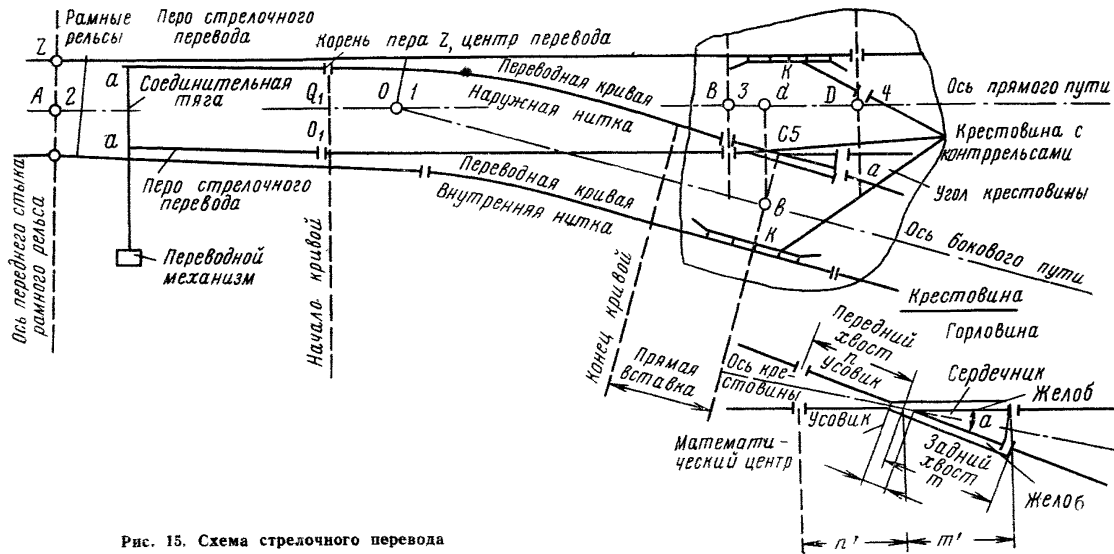 Рамные
рельсы
Перо стрелочного
перевода
Корень пера Z, центр перевода
Z
a
Соединительная
тяга
Переводная кривая
К
A
2
Q₁
O
1
Наружная нитка
В
3
d
D
4
Ось прямого пути
a
O₁
C5
Крестовина с
контррельсами
Перо стрелочного
перевода
Переводная кривая
Внутренняя нитка
a
Угол крестовины
в
К
Ось бокового пути
Переводной
механизм
Ось переднего стыка
рамного рельса
Начало кривой
Конец кривой
Прямая
вставка
Крестовина
Горловина
Передний
хвост
n
усовик
Ось кре-
стовины
Сердечник
Желоб
Усовик
a
Математи-
ческий центр
Задний
хвост
m
Желоб
n'
m'
Рис. 15. Схема стрелочного перевода